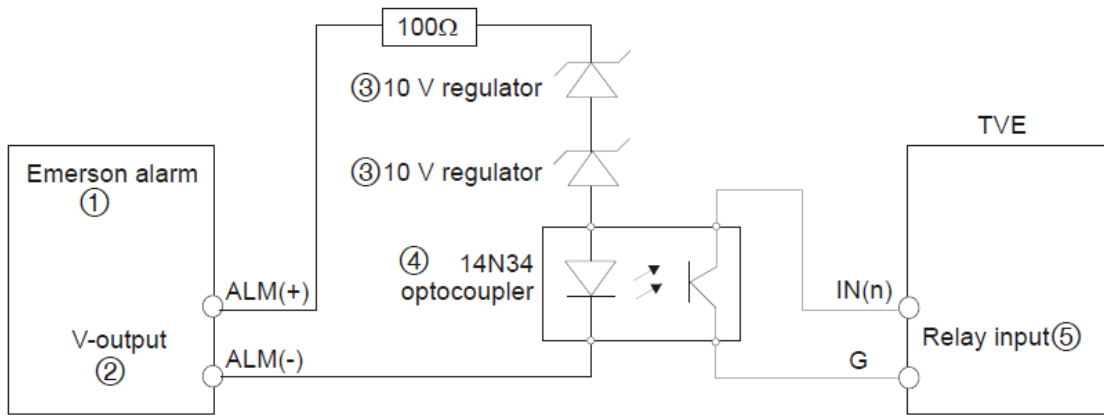 100Ω
③10 V regulator
TVE
③10 V regulator
Emerson alarm
①
④ 14N34
optocoupler
ALM(+)
IN(n)
V-output
②
Relay input⑤
ALM(-)
G